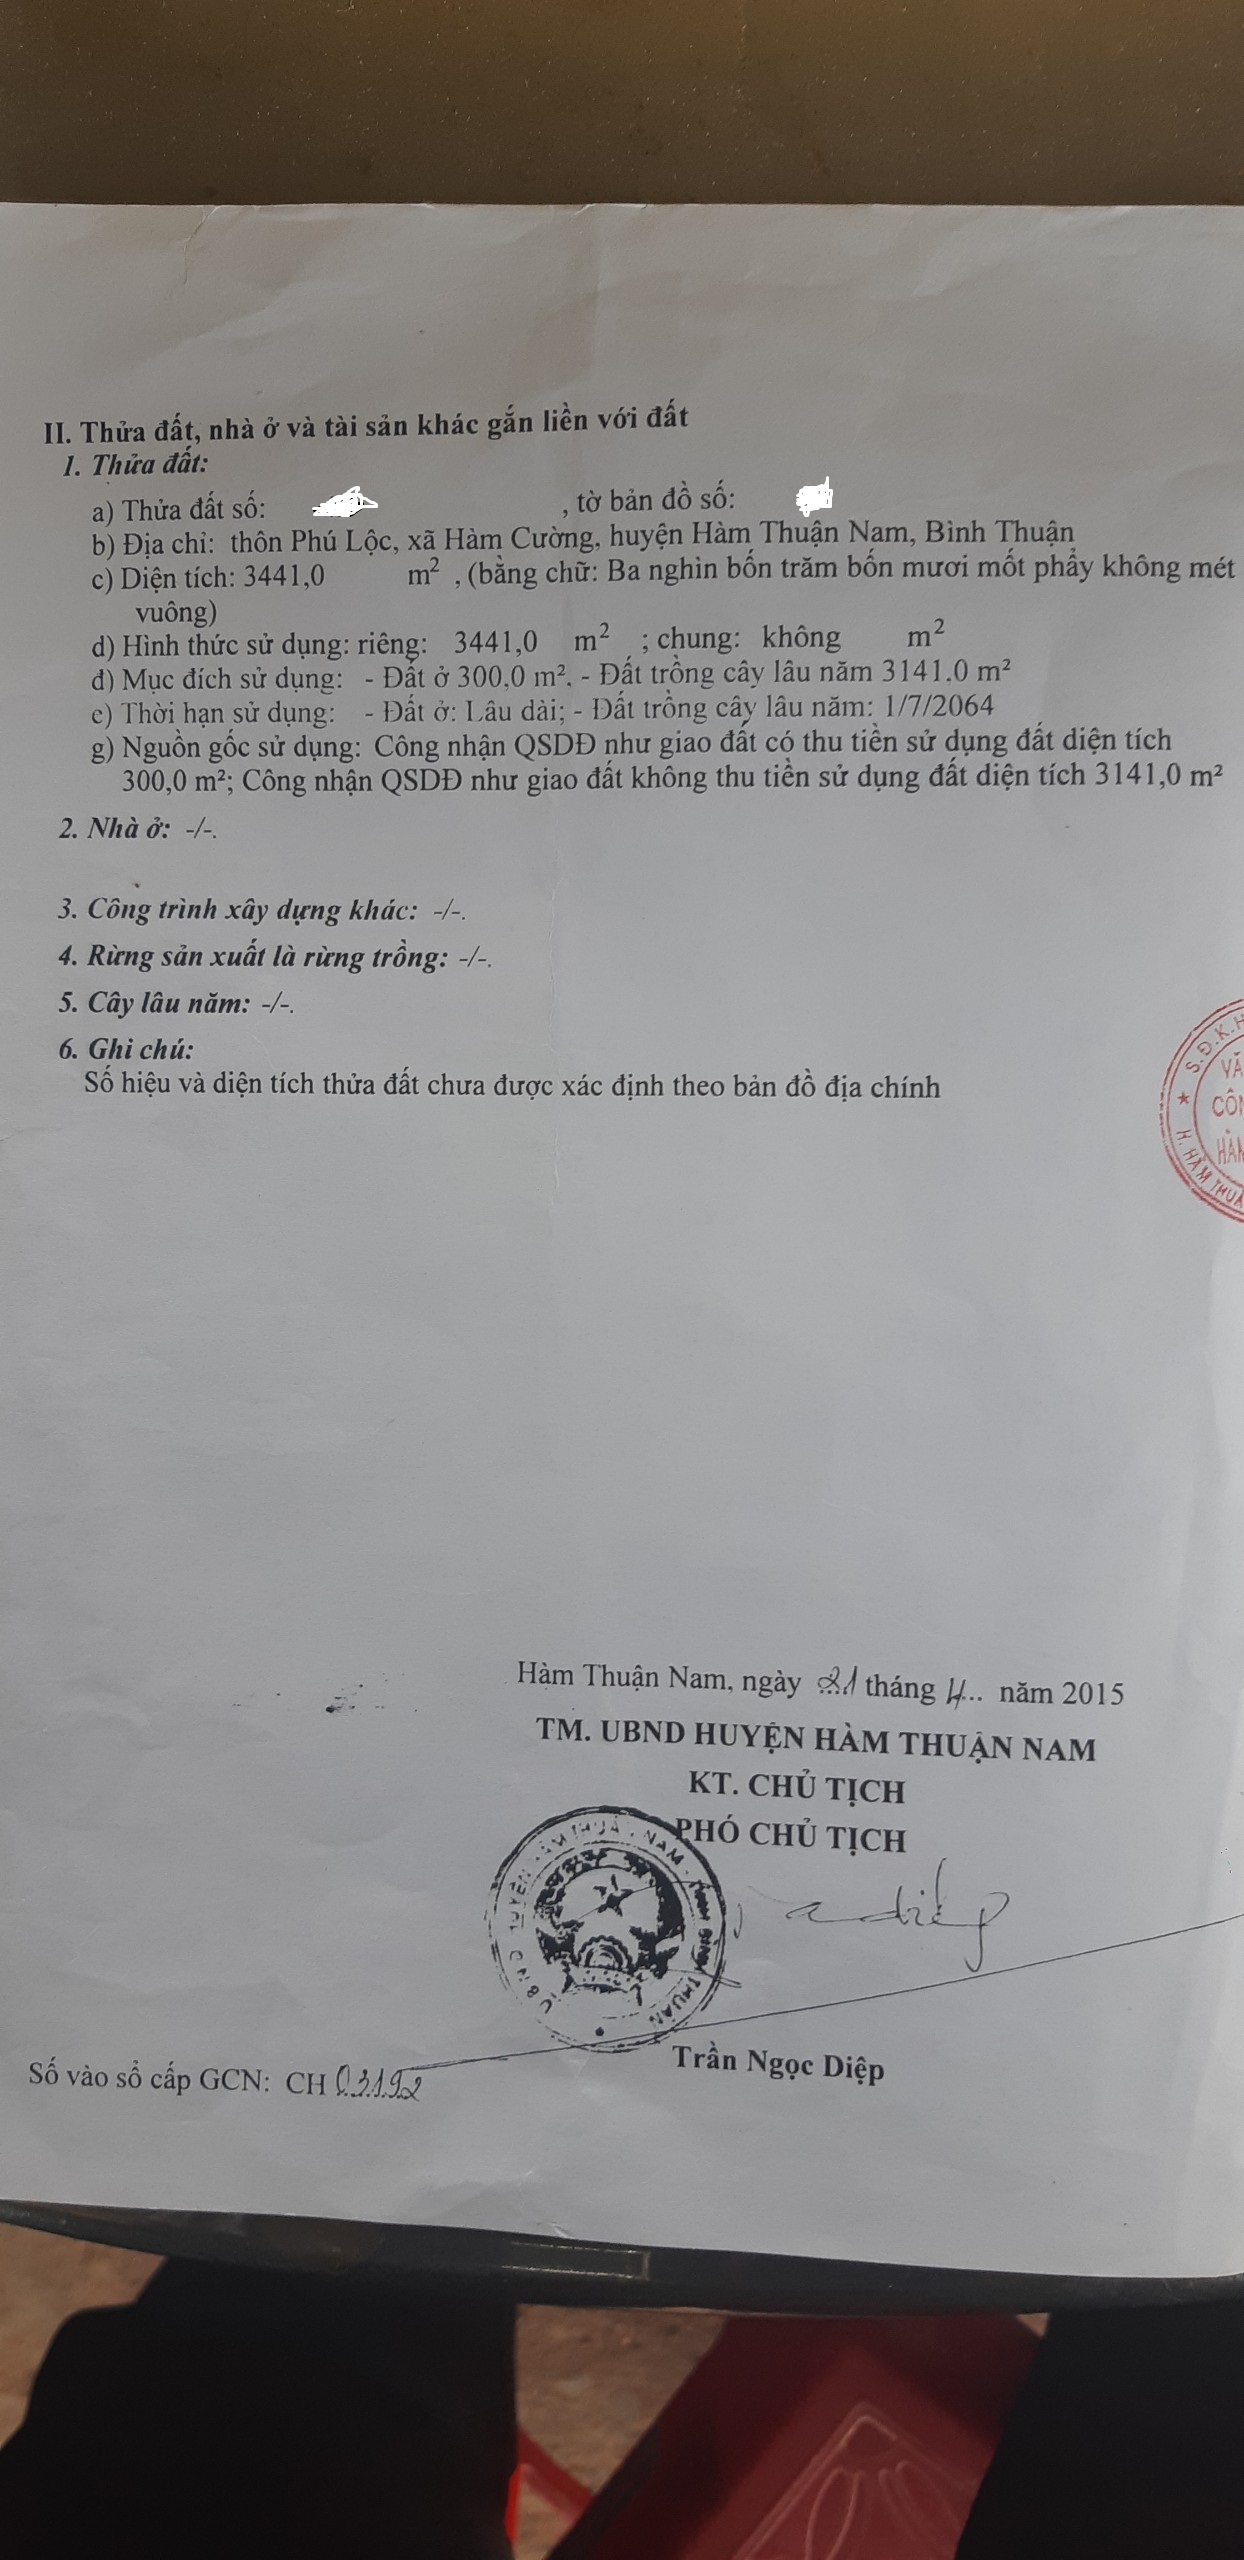 II. Thửa đất, nhà ở và tài sản khác gắn liền với đất
1. Thửa đất:
a) Thửa đất số: , tờ bản đồ số:
b) Địa chỉ: thôn Phú Lộc, xã Hàm Cường, huyện Hàm Thuận Nam, Bình Thuận
c) Diện tích: 3441,0 m² , (bằng chữ: Ba nghìn bốn trăm bốn mươi mốt phẩy không mét
vuông)
d) Hình thức sử dụng: riêng: 3441,0 m² ; chung: không m²
đ) Mục đích sử dụng: - Đất ở 300,0 m². - Đất trồng cây lâu năm 3141.0 m²
e) Thời hạn sử dụng: - Đất ở: Lâu dài; - Đất trồng cây lâu năm: 1/7/2064
g) Nguồn gốc sử dụng: Công nhận QSDĐ như giao đất có thu tiền sử dụng đất diện tích
300,0 m²; Công nhận QSDĐ như giao đất không thu tiền sử dụng đất diện tích 3141,0 m²
2. Nhà ở: -/-.
3. Công trình xây dựng khác: -/-.
4. Rừng sản xuất là rừng trồng: -/-.
5. Cây lâu năm: -/-.
6. Ghi chú:
Số hiệu và diện tích thửa đất chưa được xác định theo bản đồ địa chính
S.Đ.K.H
VĂ
CÔN
HÀM
H. HÀM THUẬ
Hàm Thuận Nam, ngày 21 tháng 4 năm 2015
TM. UBND HUYỆN HÀM THUẬN NAM
KT. CHỦ TỊCH
PHÓ CHỦ TỊCH
Trần Ngọc Diệp
Số vào sổ cấp GCN: CH 03192